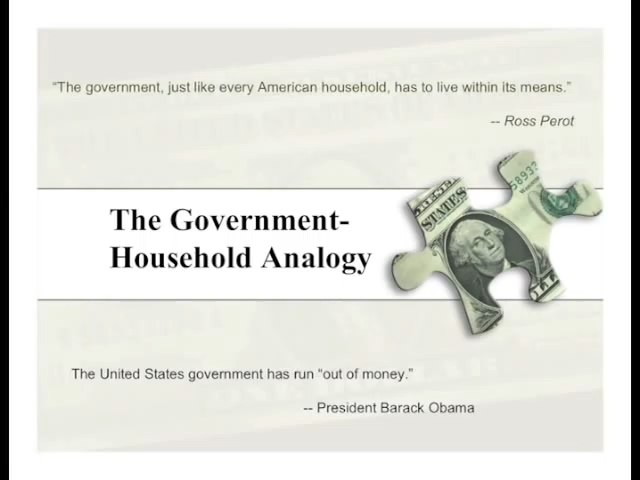 “The government, just like every American household, has to live within its means.”
-- Ross Perot
The Government-
Household Analogy
The United States government has run “out of money.”
-- President Barack Obama